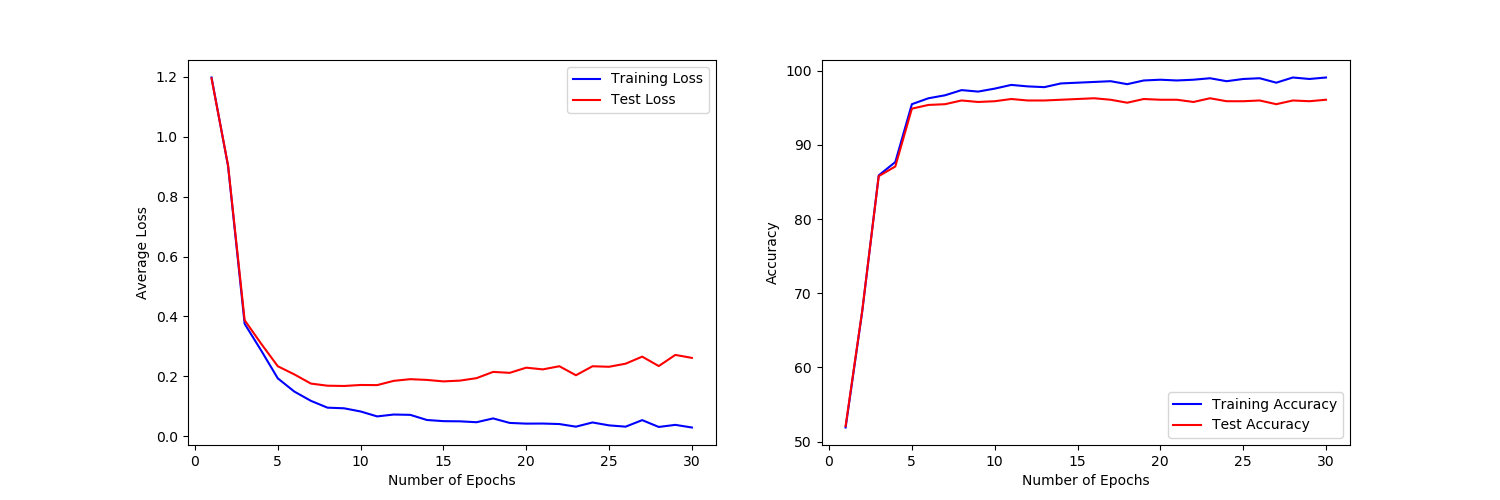 Training Loss
Test Loss
1.2
1.0
0.8
0.6
0.4
0.2
0.0
Average Loss
0 5 10 15 20 25 30
Number of Epochs
100
90
80
70
60
50
Accuracy
Training Accuracy
Test Accuracy
0 5 10 15 20 25 30
Number of Epochs